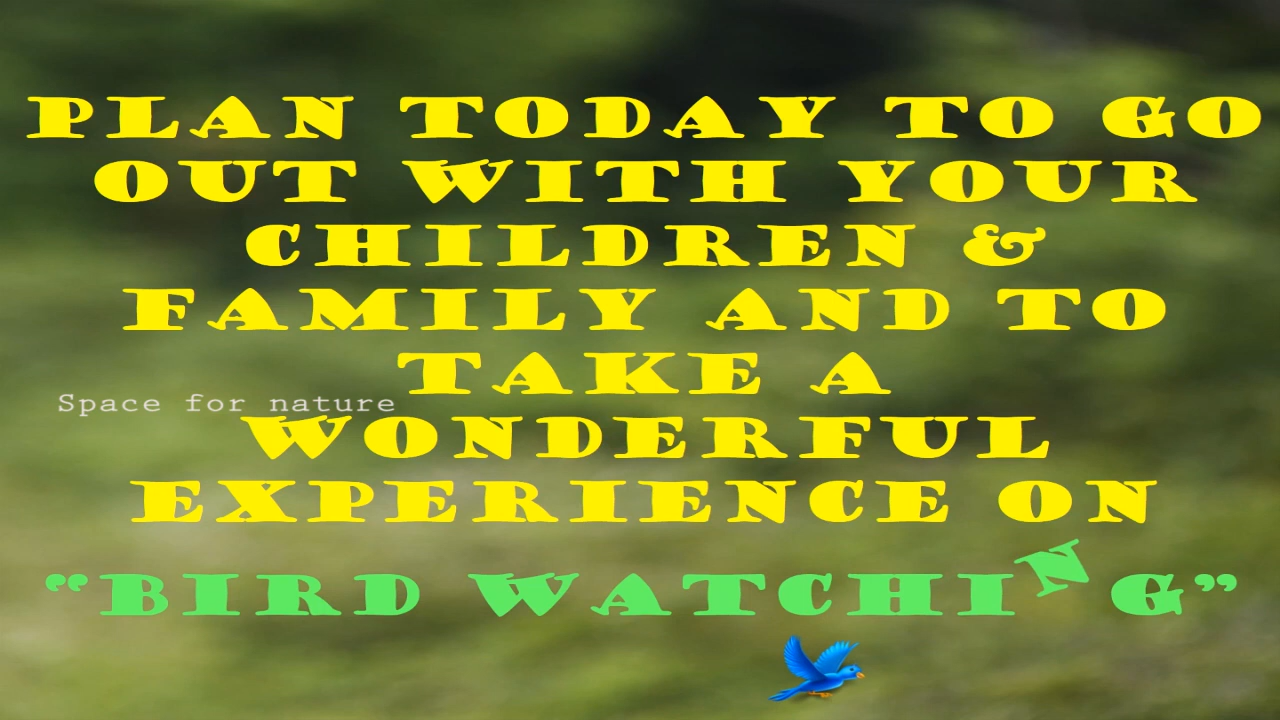 PLAN TODAY TO GO
OUT WITH YOUR
CHILDREN &
FAMILY AND TO
TAKE A
Space for nature
WONDERFUL
EXPERIENCE ON
“BIRD WATCHING”